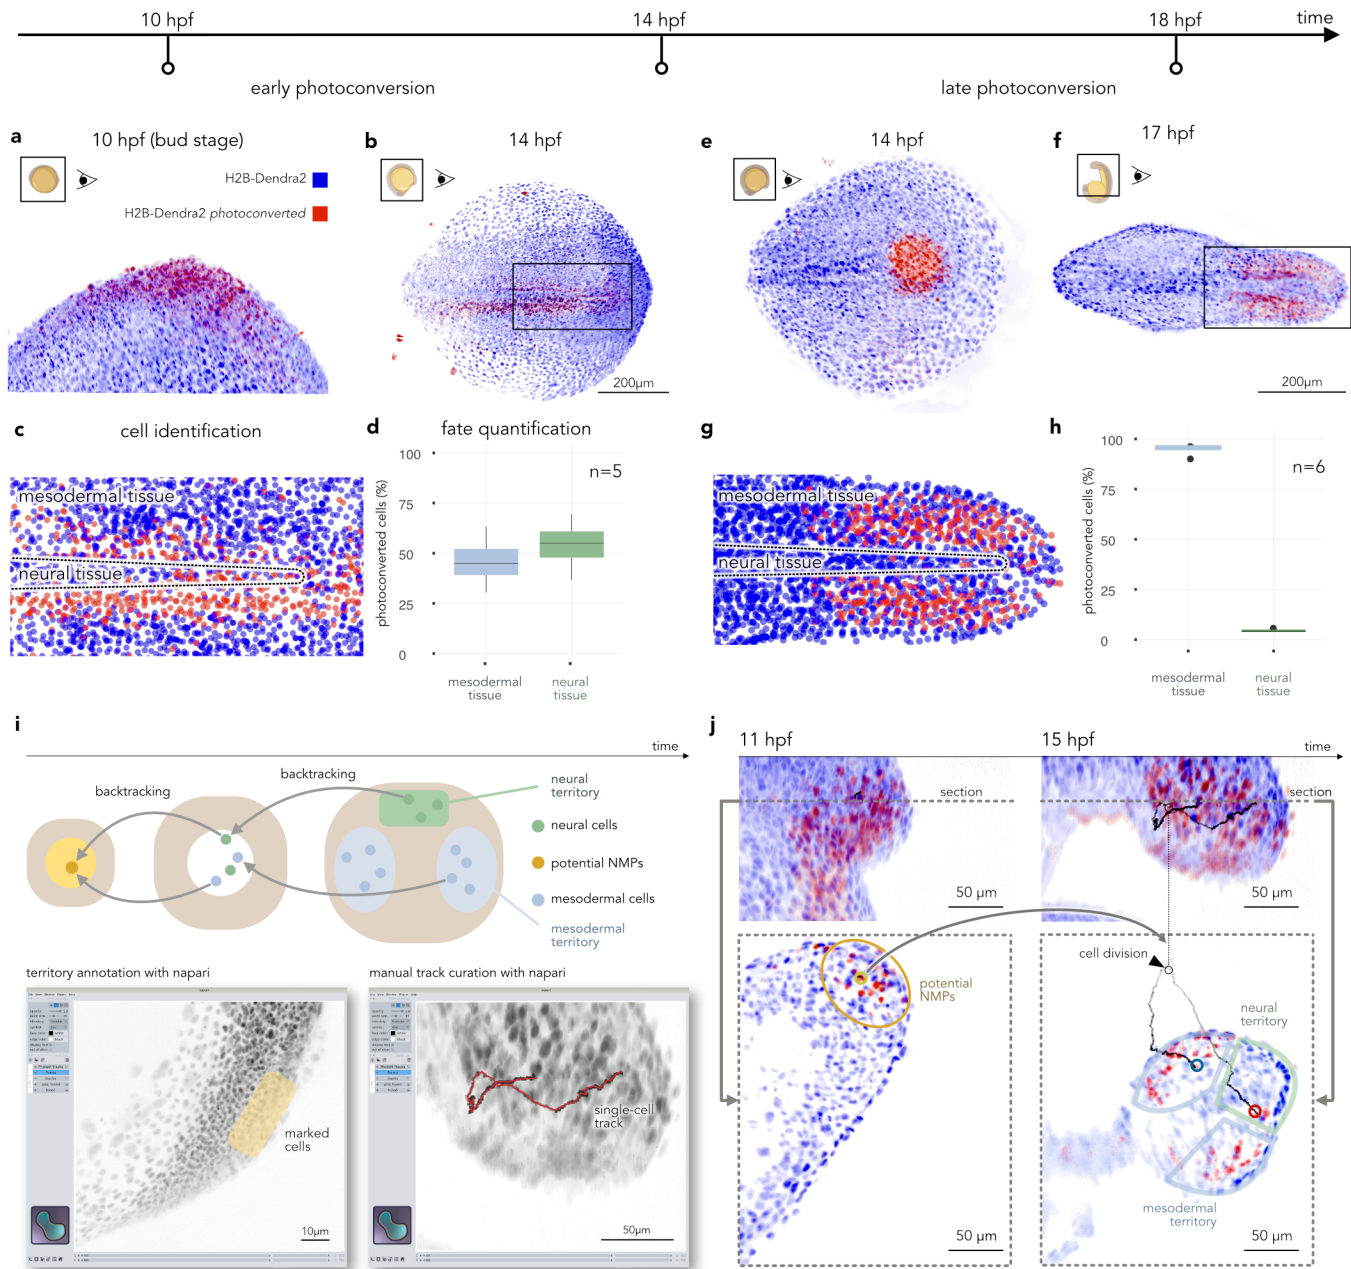 10 hpf
14 hpf
18 hpf
time
early photoconversion
late photoconversion
a
10 hpf (bud stage)
b
14 hpf
e
14 hpf
f
17 hpf
H2B-Dendra2
H2B-Dendra2 photoconverted
200µm
200µm
c
cell identification
d
fate quantification
g
h
mesodermal tissue
neural tissue
photoconverted cells (%)
100
75
50
25
0
n=5
mesodermal
tissue
neural
tissue
mesodermal tissue
neural tissue
photoconverted cells (%)
100
75
50
25
0
n=6
mesodermal
tissue
neural
tissue
i
time
backtracking
backtracking
neural
territory
neural cells
potential NMPs
mesodermal cells
mesodermal
territory
territory annotation with napari
manual track curation with napari
marked
cells
10µm
single-cell
track
50µm
j
11 hpf
15 hpf
time
section
section
50 µm
50 µm
potential
NMPs
cell division
neural
territory
mesodermal
territory
50 µm
50 µm